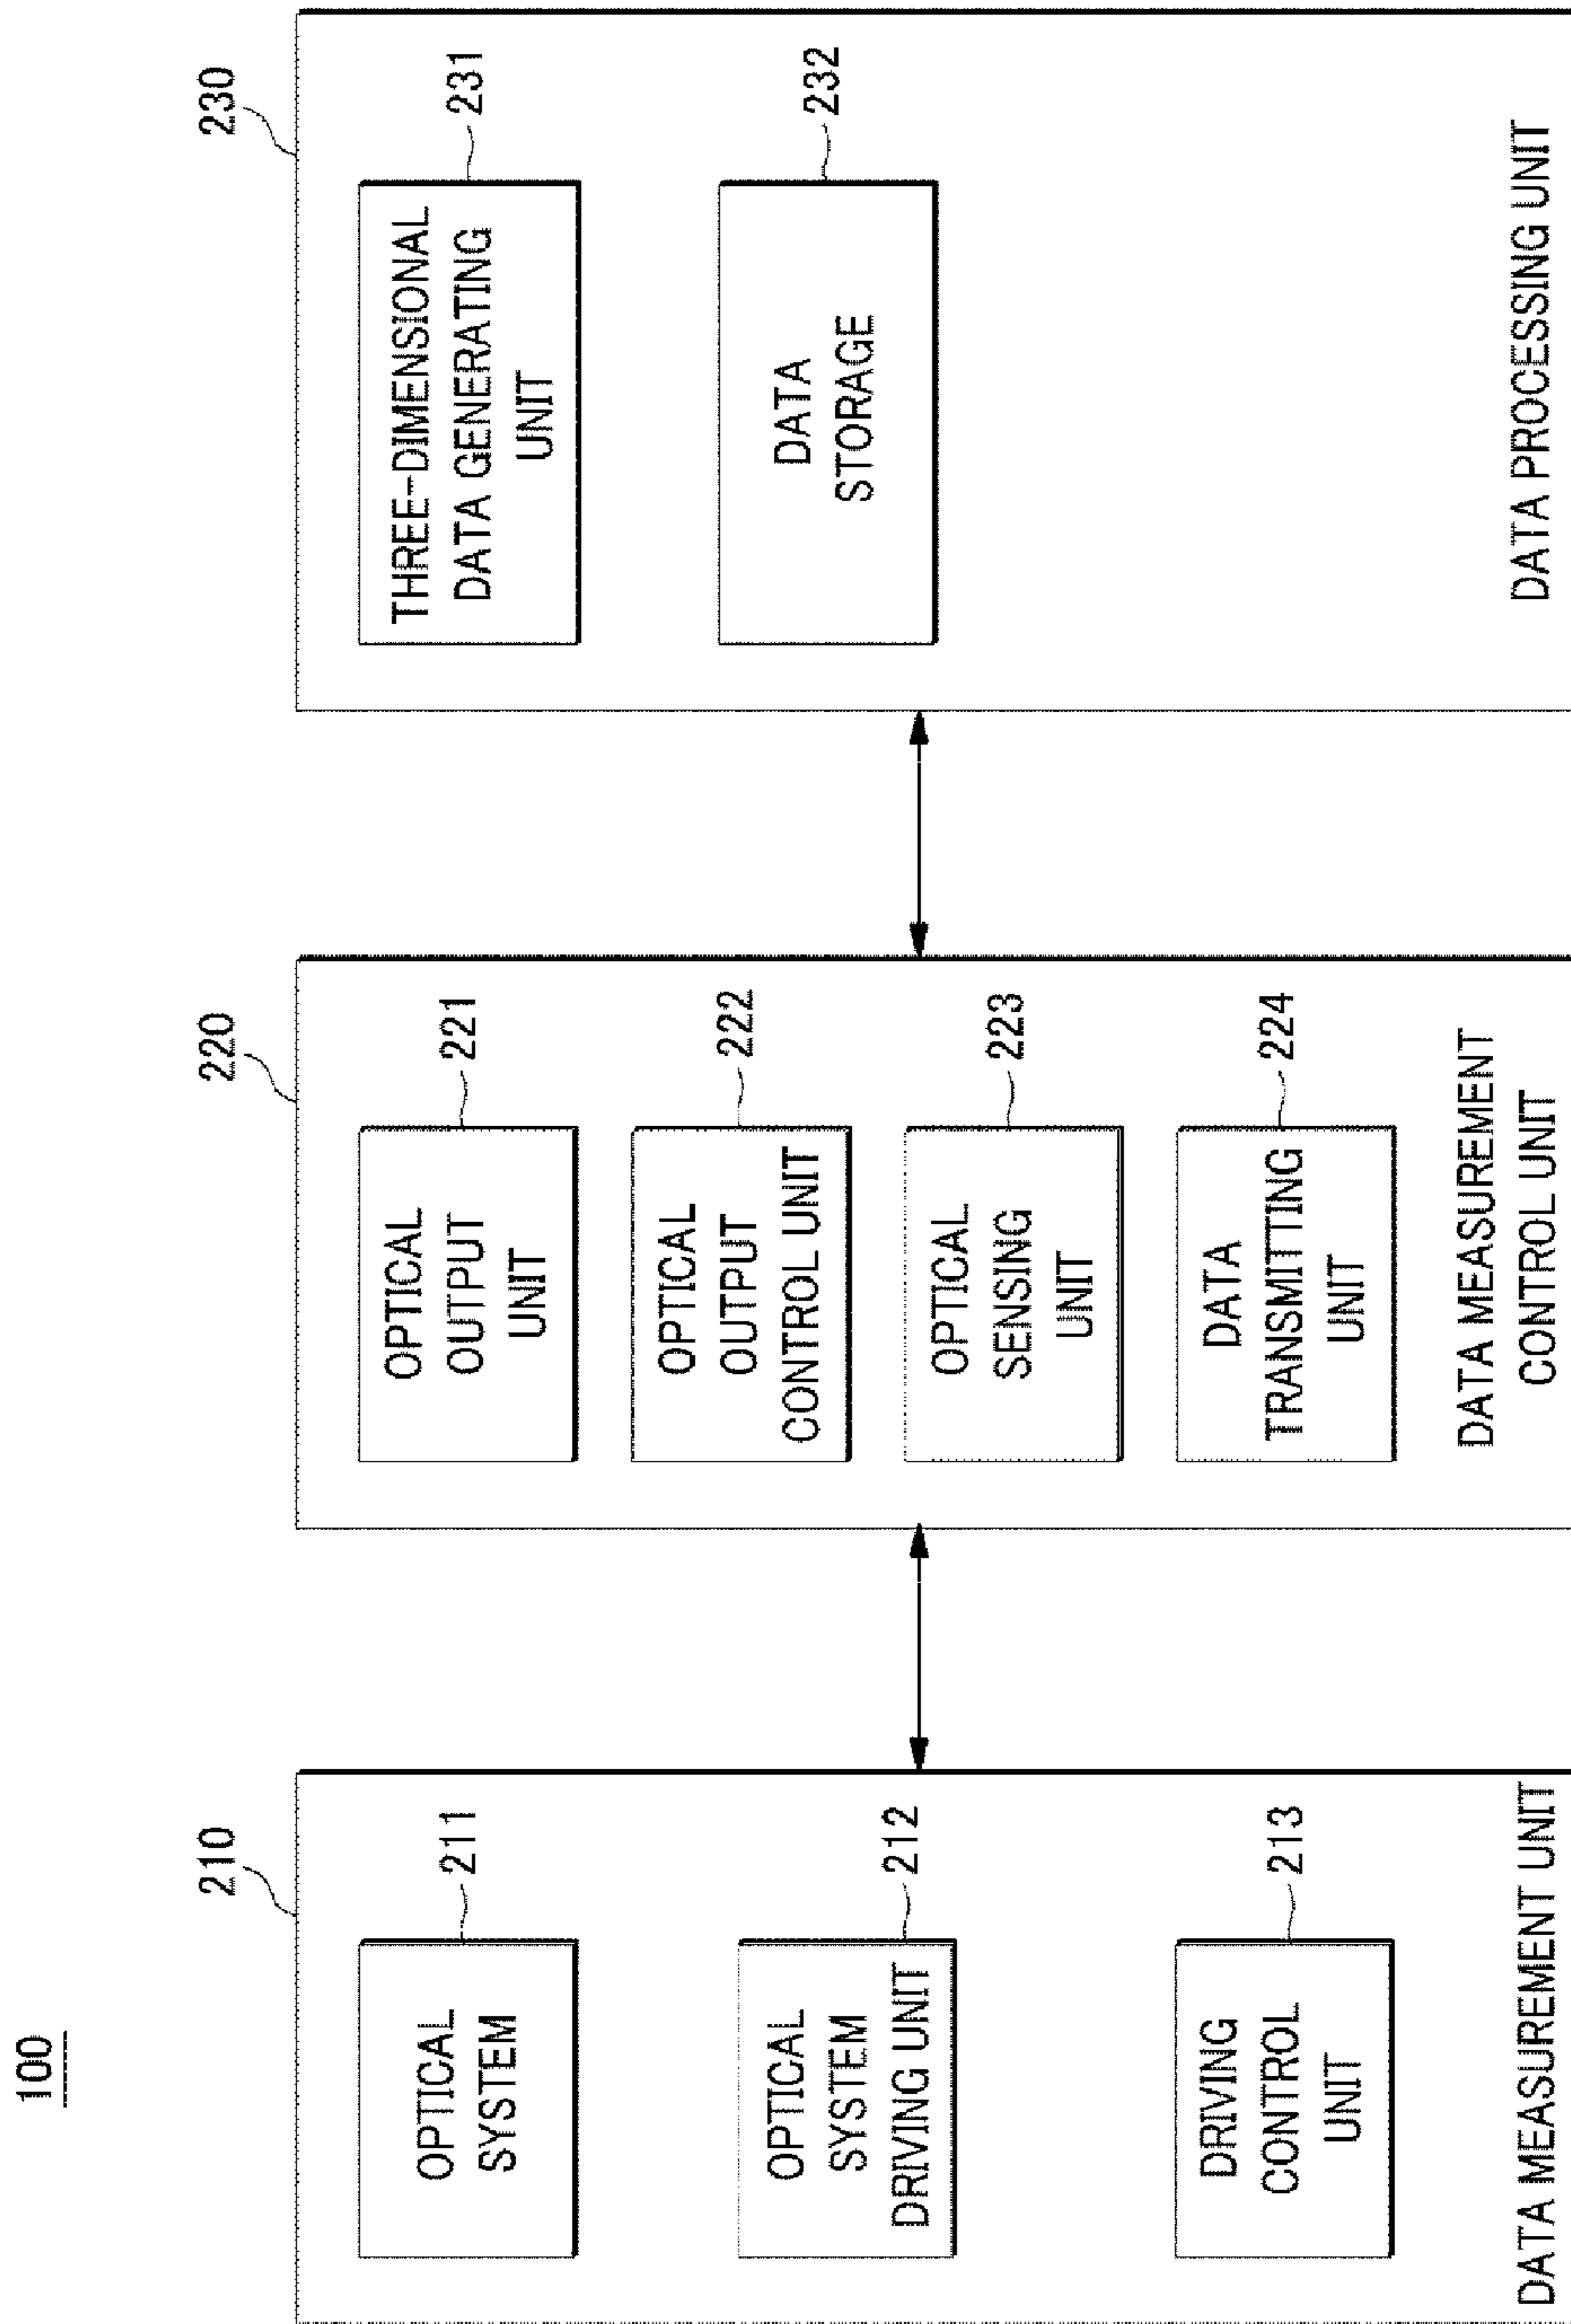 100
210
OPTICAL
SYSTEM
211
OPTICAL
SYSTEM
DRIVING UNIT
212
DRIVING
CONTROL
UNIT
213
DATA MEASUREMENT UNIT
220
OPTICAL
OUTPUT
UNIT
221
OPTICAL
OUTPUT
CONTROL UNIT
222
OPTICAL
SENSING
UNIT
223
DATA
TRANSMITTING
UNIT
224
DATA MEASUREMENT
CONTROL UNIT
230
THREE-DIMENSIONAL
DATA GENERATING
UNIT
231
DATA
STORAGE
232
DATA PROCESSING UNIT